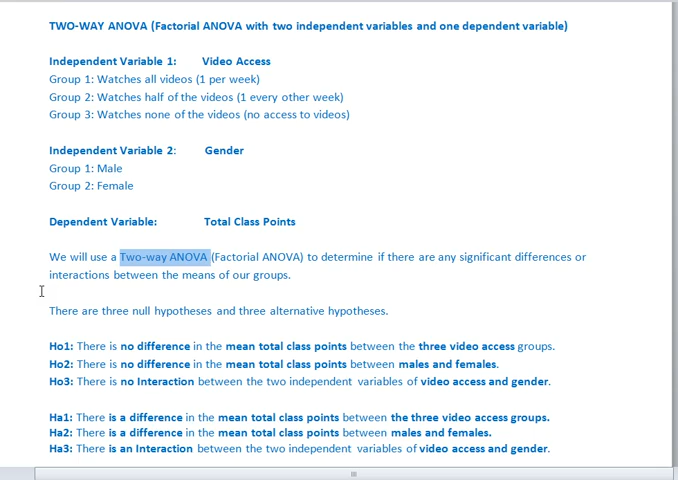 TWO-WAY ANOVA (Factorial ANOVA with two independent variables and one dependent variable)
Independent Variable 1: Video Access
Group 1: Watches all videos (1 per week)
Group 2: Watches half of the videos (1 every other week)
Group 3: Watches none of the videos (no access to videos)
Independent Variable 2: Gender
Group 1: Male
Group 2: Female
Dependent Variable: Total Class Points
We will use a Two-way ANOVA (Factorial ANOVA) to determine if there are any significant differences or
interactions between the means of our groups.
There are three null hypotheses and three alternative hypotheses.
Ho1: There is no difference in the mean total class points between the three video access groups.
Ho2: There is no difference in the mean total class points between males and females.
Ho3: There is no Interaction between the two independent variables of video access and gender.
Ha1: There is a difference in the mean total class points between the three video access groups.
Ha2: There is a difference in the mean total class points between males and females.
Ha3: There is an Interaction between the two independent variables of video access and gender.